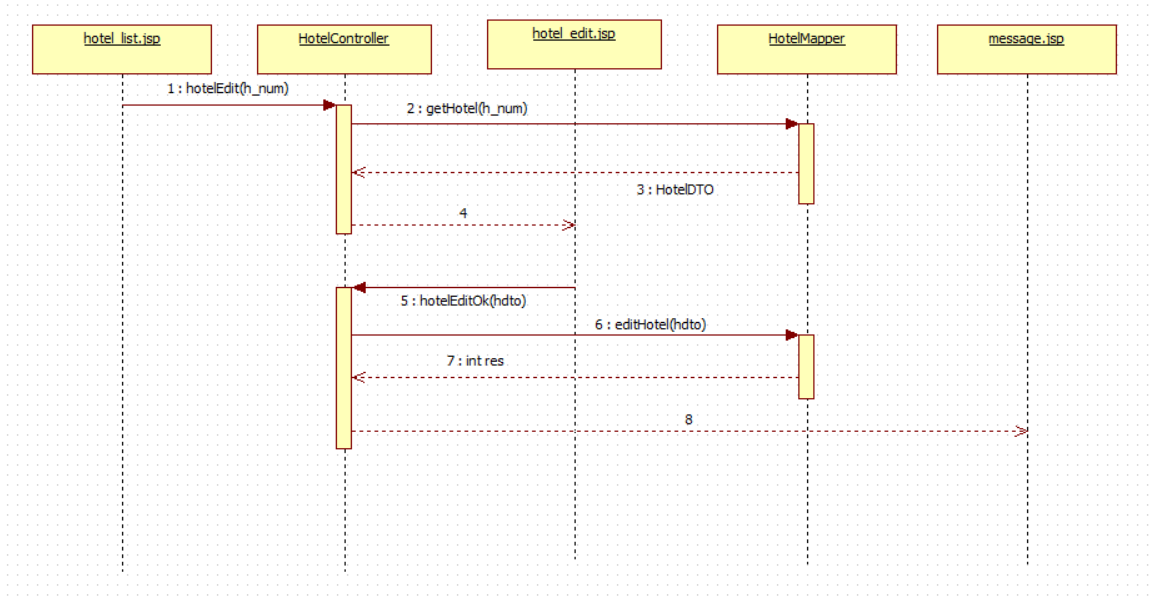 hotel_list.jsp
HotelController
hotel_edit.jsp
HotelMapper
message.jsp
1 : hotelEdit(h_num)
2 : getHotel(h_num)
3 : HotelDTO
4
5 : hotelEditOk(hdto)
6 : editHotel(hdto)
7 : int res
8